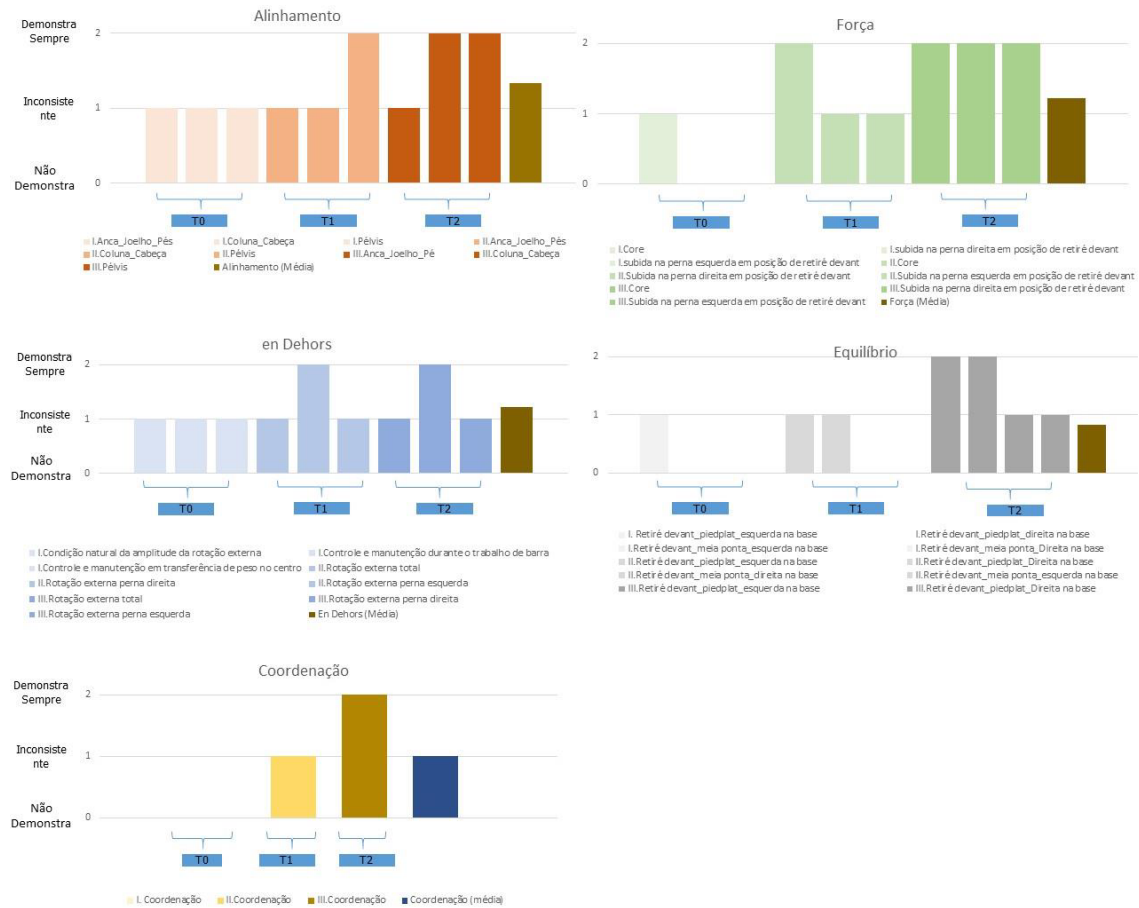 Alinhamento
Demonstra
Sempre
2
Inconsiste
nte
1
Não
Demonstra
0
T0
T1
T2
I.Anca_Joelho_Pês
I.Coluna_Cabeça
I.Pélvis
II.Anca_Joelho_Pês
II.Coluna_Cabeça
II.Pélvis
III.Anca_Joelho_Pé
III.Coluna_Cabeça
III.Pélvis
Alinhamento (Média)
Força
2
1
0
T0
T1
T2
I.Core
I.subida na perna direita em posição de retiré devant
I.subida na perna esquerda em posição de retiré devant
II.Core
II.Subida na perna direita em posição de retiré devant
II.Subida na perna esquerda em posição de retiré devant
III.Core
III.Subida na perna direita em posição de retiré devant
III.Subida na perna esquerda em posição de retiré devant
Força (Média)
en Dehors
Demonstra
Sempre
2
Inconsiste
nte
1
Não
Demonstra
0
T0
T1
T2
I.Condição natural da amplitude da rotação externa
I.Controle e manutenção durante o trabalho de barra
I.Controle e manutenção em transferência de peso no centro
II.Rotação externa total
II.Rotação externa perna direita
II.Rotação externa perna esquerda
III.Rotação externa total
III.Rotação externa perna direita
III.Rotação externa perna esquerda
En Dehors (Média)
Equilíbrio
2
1
0
T0
T1
T2
I. Retiré devant_piedplat_esquerda na base
I.Retiré devant_piedplat_direita na base
I.Retiré devant_meia ponta_esquerda na base
I.Retiré devant_meia ponta_Direita na base
II.Retiré devant_piedplat_esquerda na base
II.Retiré devant_piedplat_Direita na base
II.Retiré devant_meia ponta_direita na base
II.Retiré devant_meia ponta_esquerda na base
III.Retiré devant_piedplat_esquerda na base
III.Retiré devant_piedplat_Direita na base
Coordenação
Demonstra
Sempre
2
Inconsiste
nte
1
Não
Demonstra
0
T0
T1
T2
I. Coordenação
II.Coordenação
III.Coordenação
Coordenação (média)